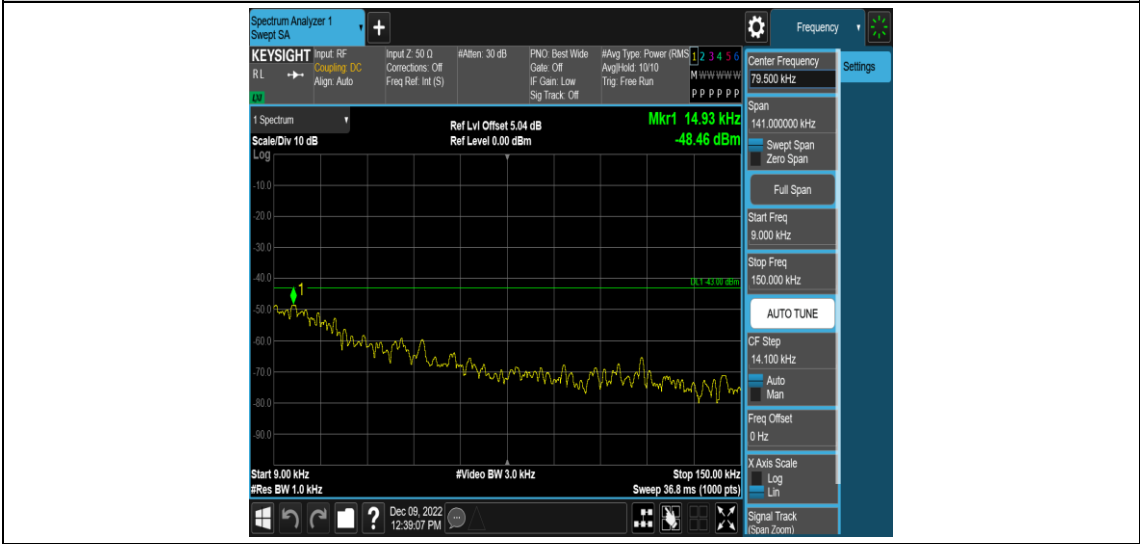 Spectrum Analyzer 1
Swept SA
+
Frequency
KEYSIGHT
RL
Input: RF
Coupling: DC
Align: Auto
Input Z: 50 Ω
Corrections: Off
Freq Ref: Int (S)
#Atten: 30 dB
PNO: Best Wide
Gate: Off
IF Gain: Low
Sig Track: Off
#Avg Type: Power (RMS
Avg|Hold: 10/10
Trig: Free Run
1 2 3 4 5 6
M W W W W W
P P P P P P
1 Spectrum
Scale/Div 10 dB
Ref Lvl Offset 5.04 dB
Ref Level 0.00 dBm
Mkr1 14.93 kHz
-48.46 dBm
Log
-10.0
-20.0
-30.0
-40.0
-50.0
-60.0
-70.0
-80.0
-90.0
DL1 -43.00 dBm
1
Start 9.00 kHz
#Res BW 1.0 kHz
#Video BW 3.0 kHz
Stop 150.00 kHz
Sweep 36.8 ms (1000 pts)
Center Frequency
79.500 kHz
Settings
Span
141.000000 kHz
Swept Span
Zero Span
Full Span
Start Freq
9.000 kHz
Stop Freq
150.000 kHz
AUTO TUNE
CF Step
14.100 kHz
Auto
Man
Freq Offset
0 Hz
X Axis Scale
Log
Lin
Signal Track
(Span Zoom)
?
Dec 09, 2022
12:39:07 PM